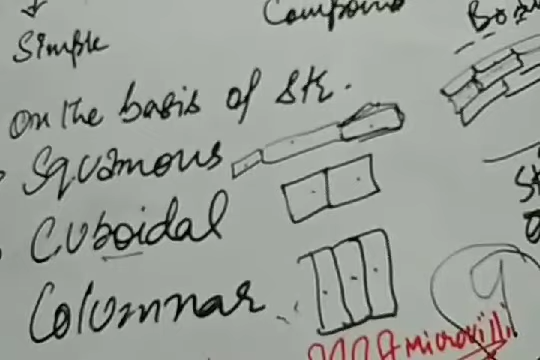 Simple
Compound
on the basis of str.
Squamous
Cuboidal
Columnar
Microvilli